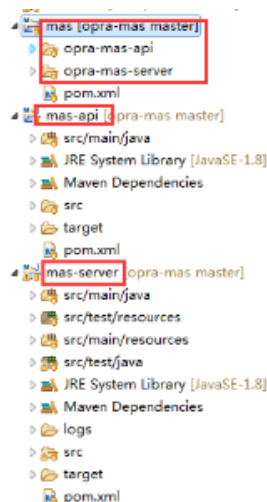 mas [opra-mas master]
opra-mas-api
opra-mas-server
pom.xml
mas-api [opra-mas master]
src/main/java
JRE System Library [JavaSE-1.8]
Maven Dependencies
src
target
pom.xml
mas-server [opra-mas master]
src/main/java
src/test/resources
src/main/resources
src/test/java
JRE System Library [JavaSE-1.8]
Maven Dependencies
logs
src
target
pom.xml